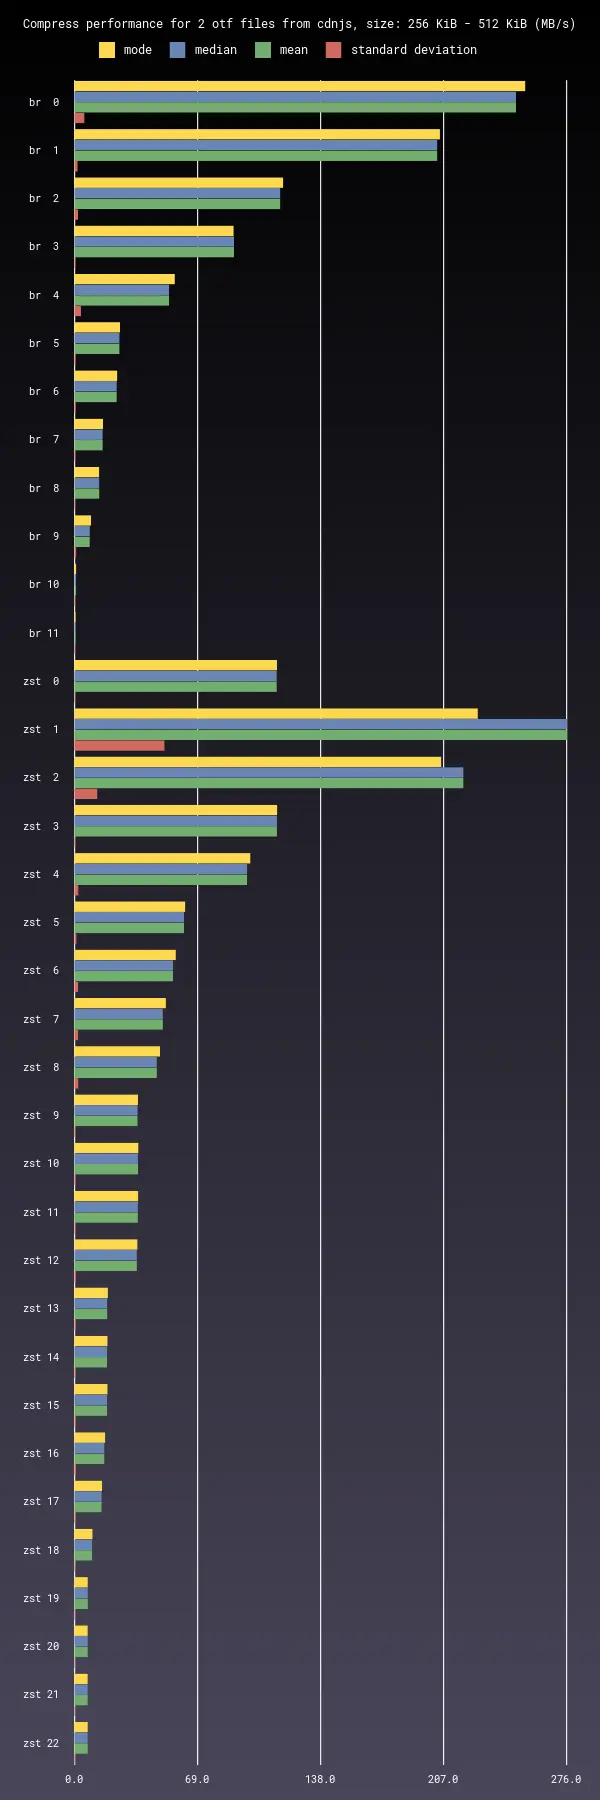 Compress performance for 2 otf files from cdnjs, size: 256 KiB - 512 KiB (MB/s)
mode median mean standard deviation
br 0
br 1
br 2
br 3
br 4
br 5
br 6
br 7
br 8
br 9
br 10
br 11
zst 0
zst 1
zst 2
zst 3
zst 4
zst 5
zst 6
zst 7
zst 8
zst 9
zst 10
zst 11
zst 12
zst 13
zst 14
zst 15
zst 16
zst 17
zst 18
zst 19
zst 20
zst 21
zst 22
0.0 69.0 138.0 207.0 276.0